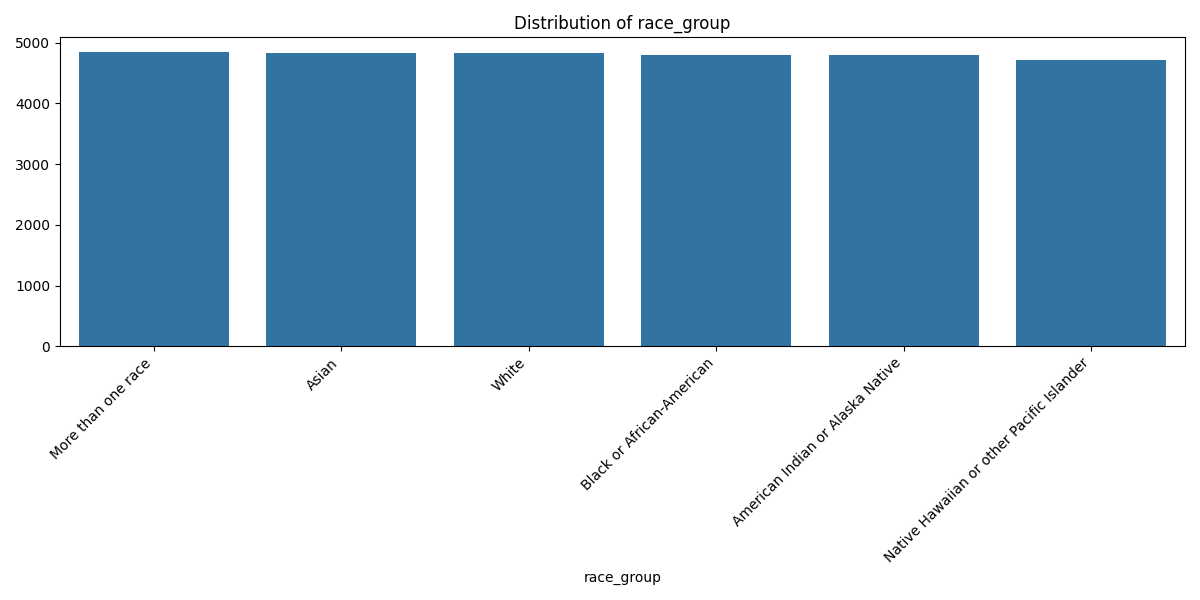 Distribution of race_group
5000
4000
3000
2000
1000
0
More than one race
Asian
White
Black or African-American
American Indian or Alaska Native
Native Hawaiian or other Pacific Islander
race_group